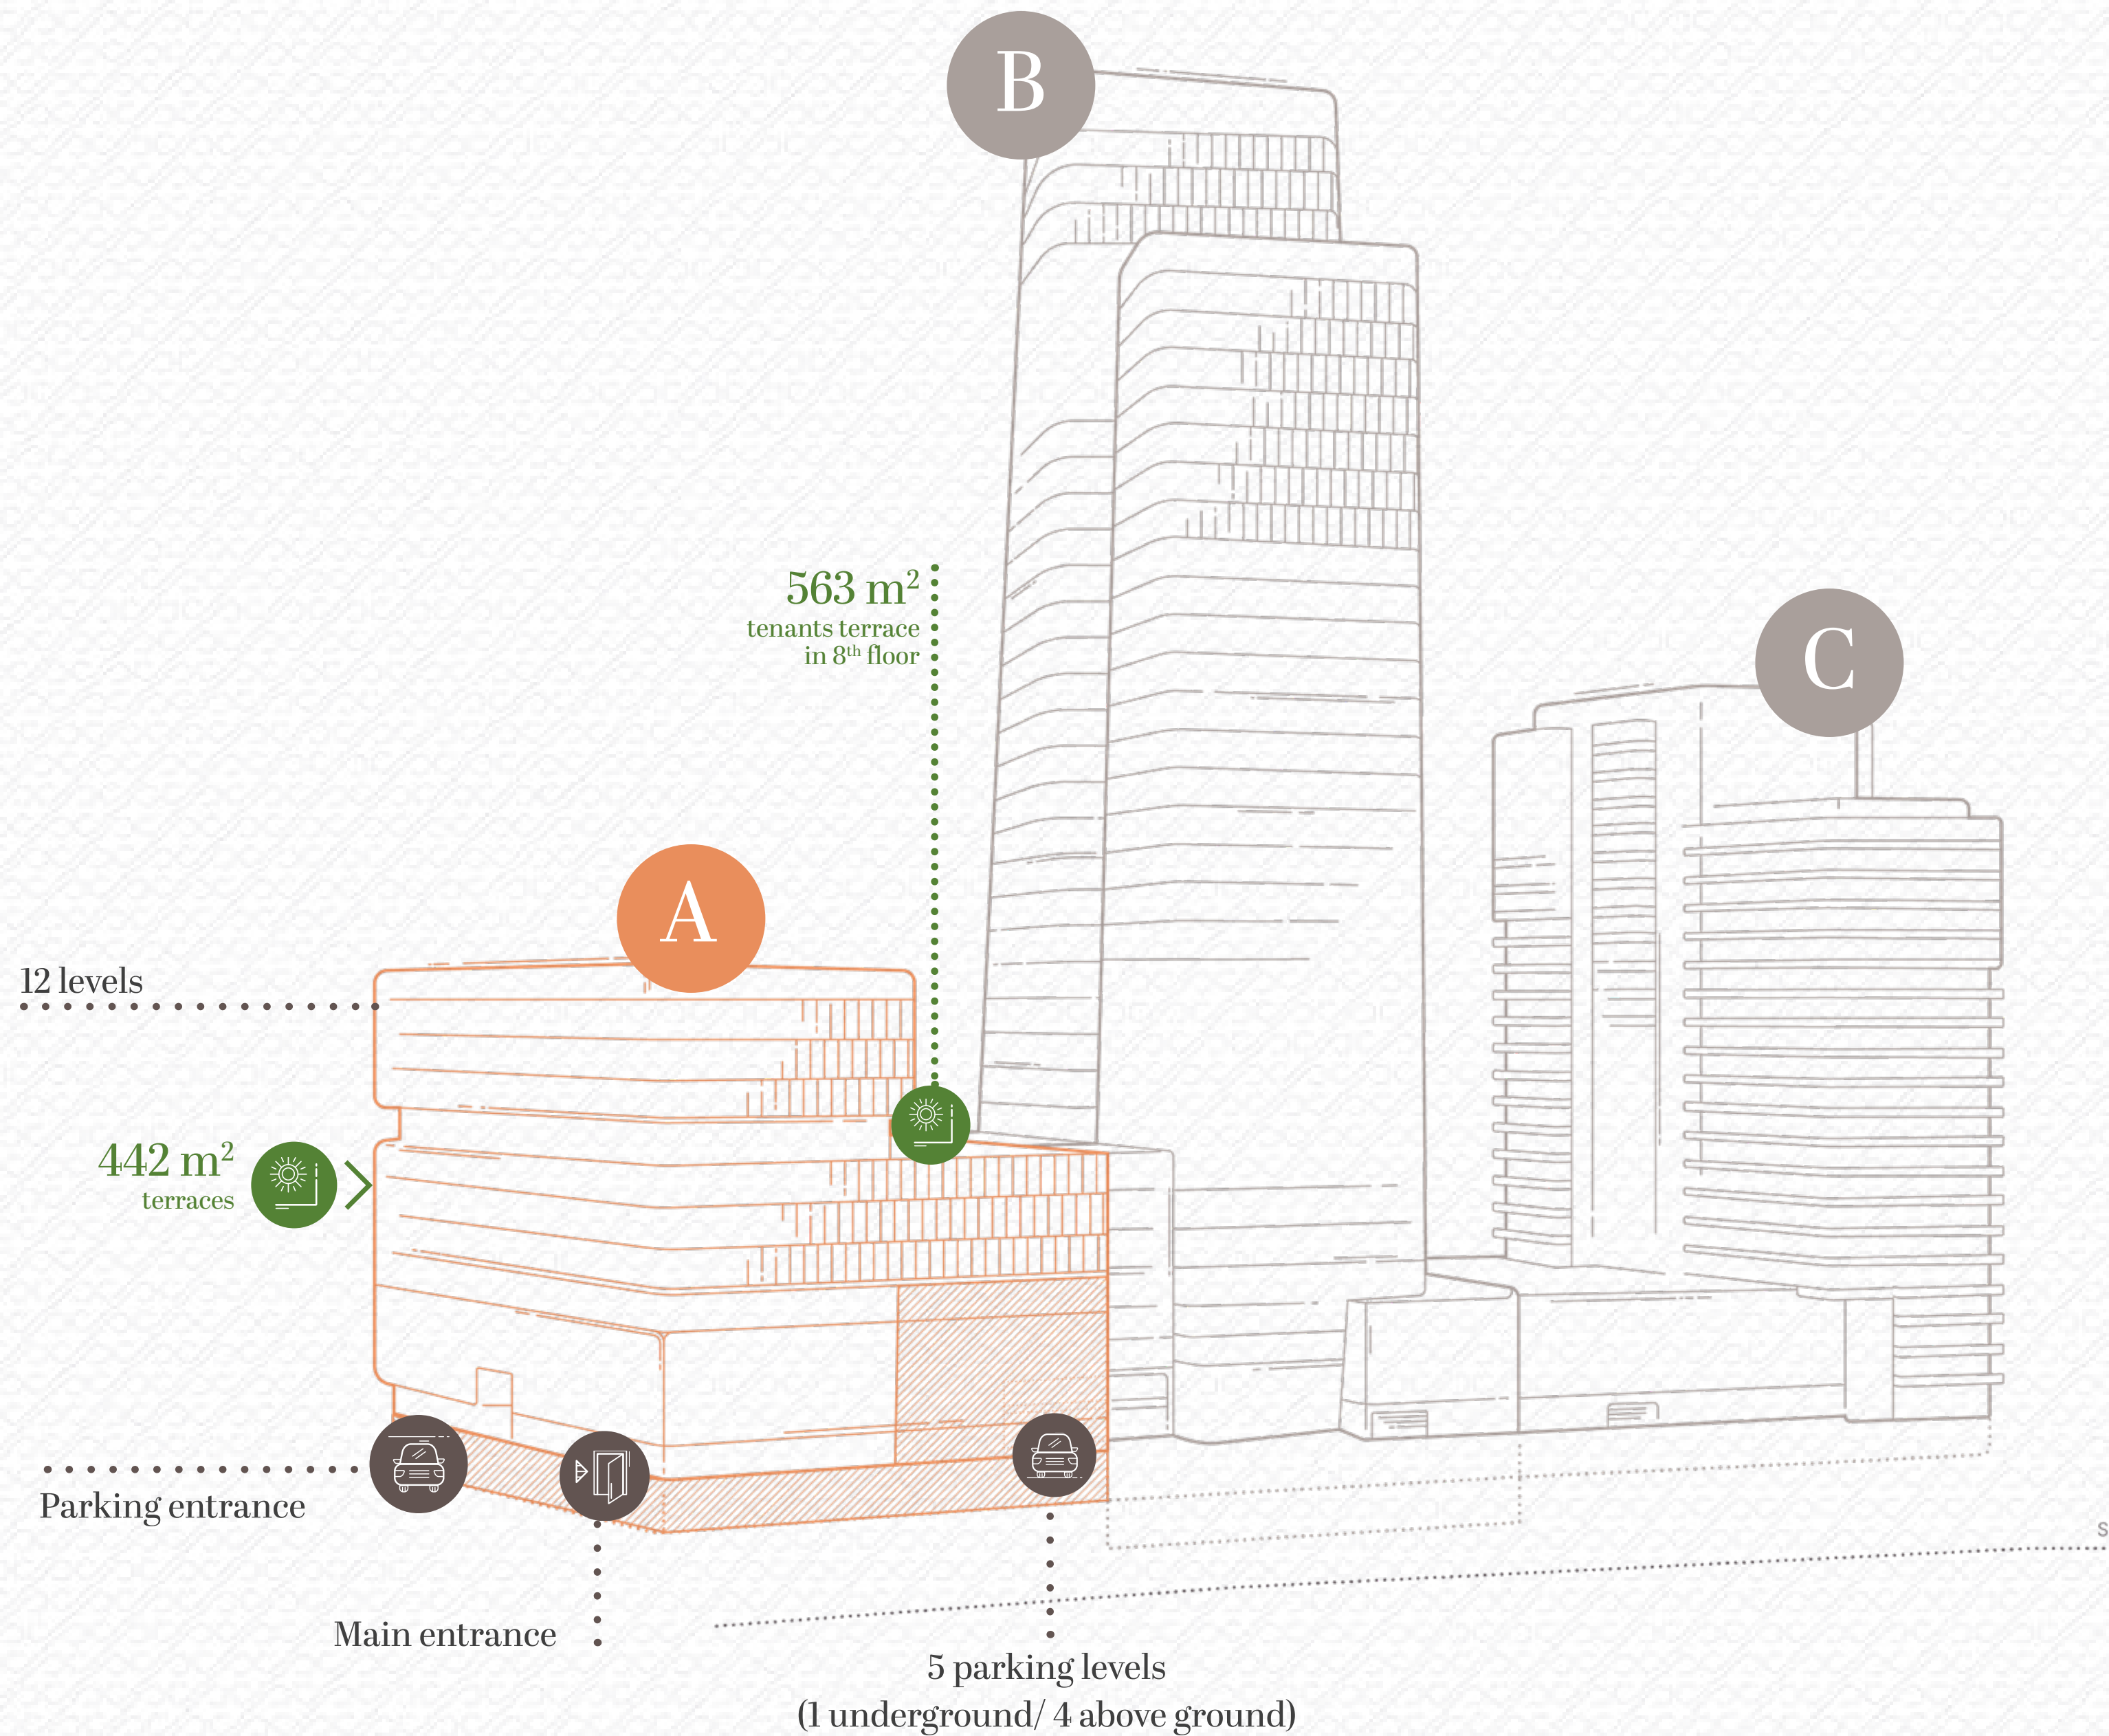 B
563 m²
tenants terrace
in 8th floor
C
A
12 levels
442 m²
terraces
Parking entrance
Main entrance
5 parking levels
(1 underground/ 4 above ground)
S